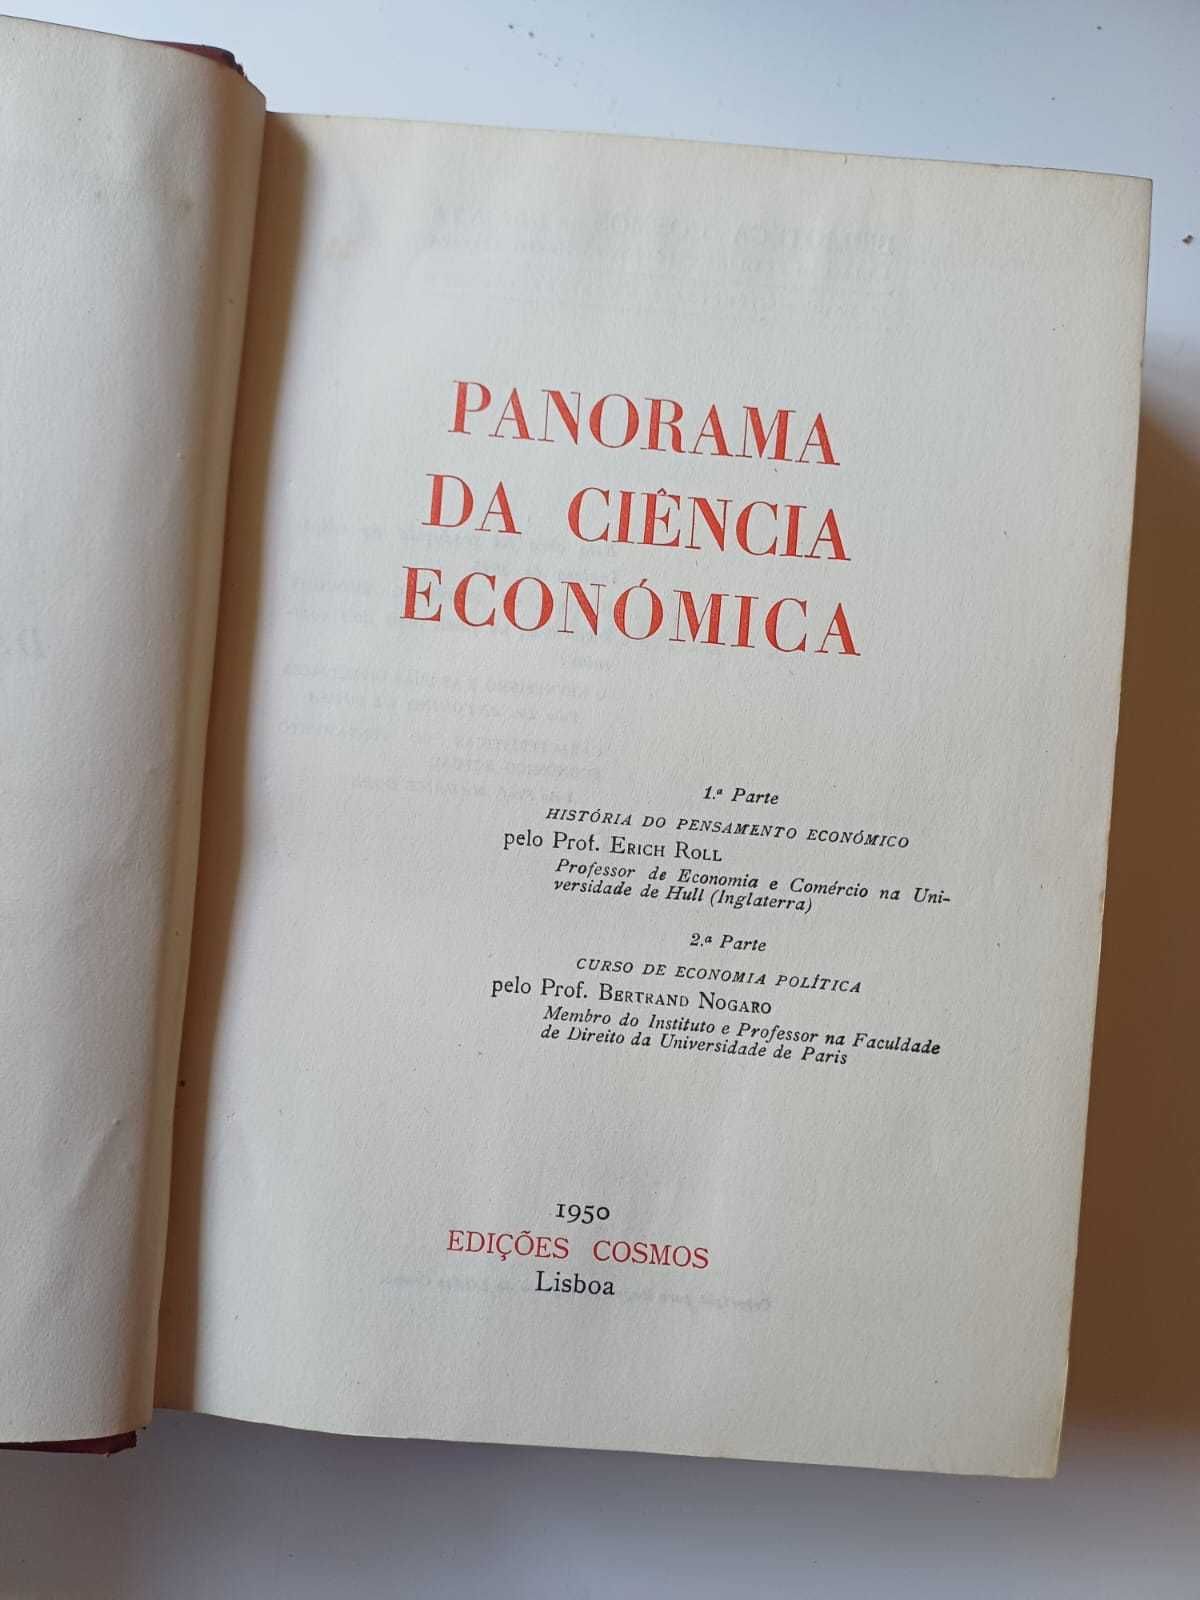 PANORAMA
DA CIÊNCIA
ECONÓMICA
1.ª Parte
HISTÓRIA DO PENSAMENTO ECONÓMICO
pelo Prof. ERICH ROLL
Professor de Economia e Comércio na Uni-
versidade de Hull (Inglaterra)
2.ª Parte
CURSO DE ECONOMIA POLÍTICA
pelo Prof. BERTRAND NOGARO
Membro do Instituto e Professor na Faculdade
de Direito da Universidade de Paris
1950
EDIÇÕES COSMOS
Lisboa